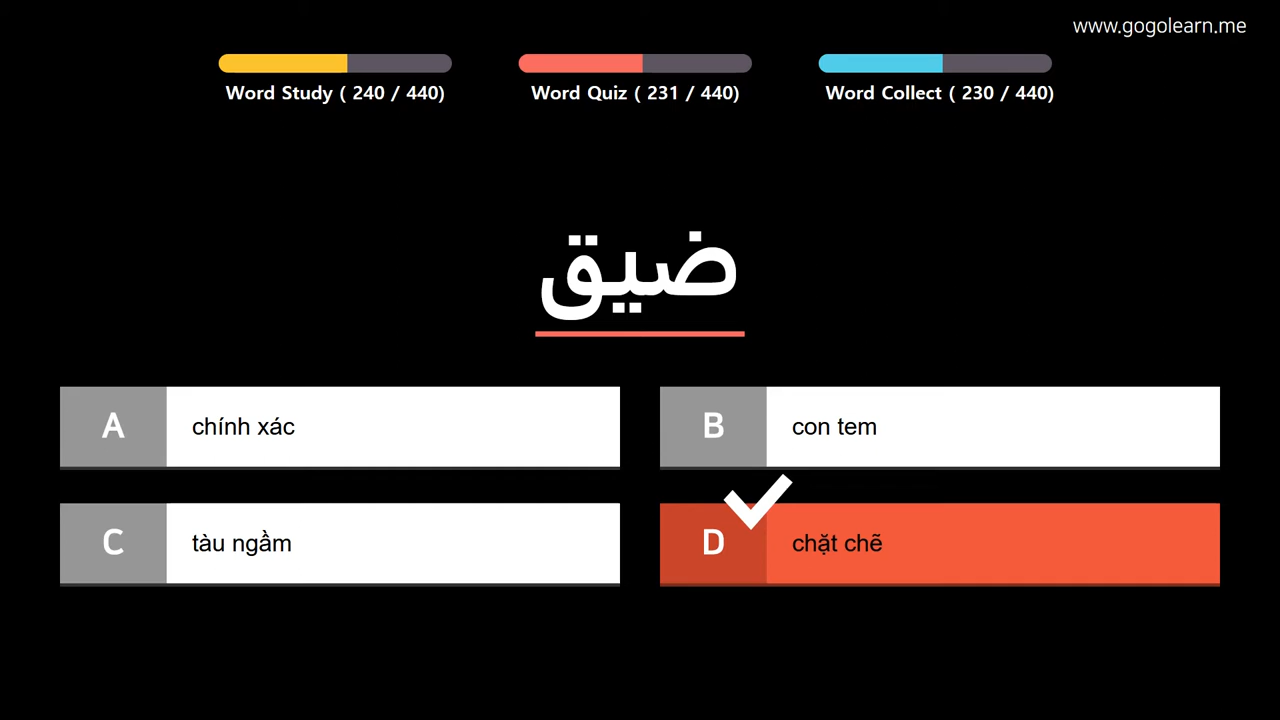 www.gogolearn.me
Word Study ( 240 / 440)
Word Quiz ( 231 / 440)
Word Collect ( 230 / 440)
ضيق
A chính xác
B con tem
C tàu ngầm
D chặt chẽ